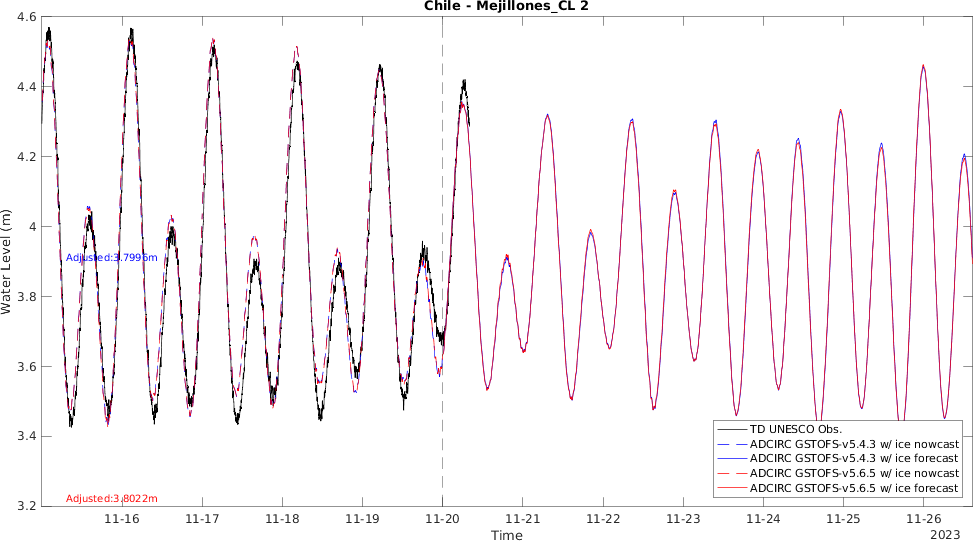 Chile - Mejillones_CL 2
4.6
4.4
4.2
4
3.8
3.6
3.4
3.2
Water Level (m)
Adjusted:3.7996m
Adjusted:3.8022m
TD UNESCO Obs.
ADCIRC GSTOFS-v5.4.3 w/ ice nowcast
ADCIRC GSTOFS-v5.4.3 w/ ice forecast
ADCIRC GSTOFS-v5.6.5 w/ ice nowcast
ADCIRC GSTOFS-v5.6.5 w/ ice forecast
11-16 11-17 11-18 11-19 11-20 11-21 11-22 11-23 11-24 11-25 11-26
Time
2023